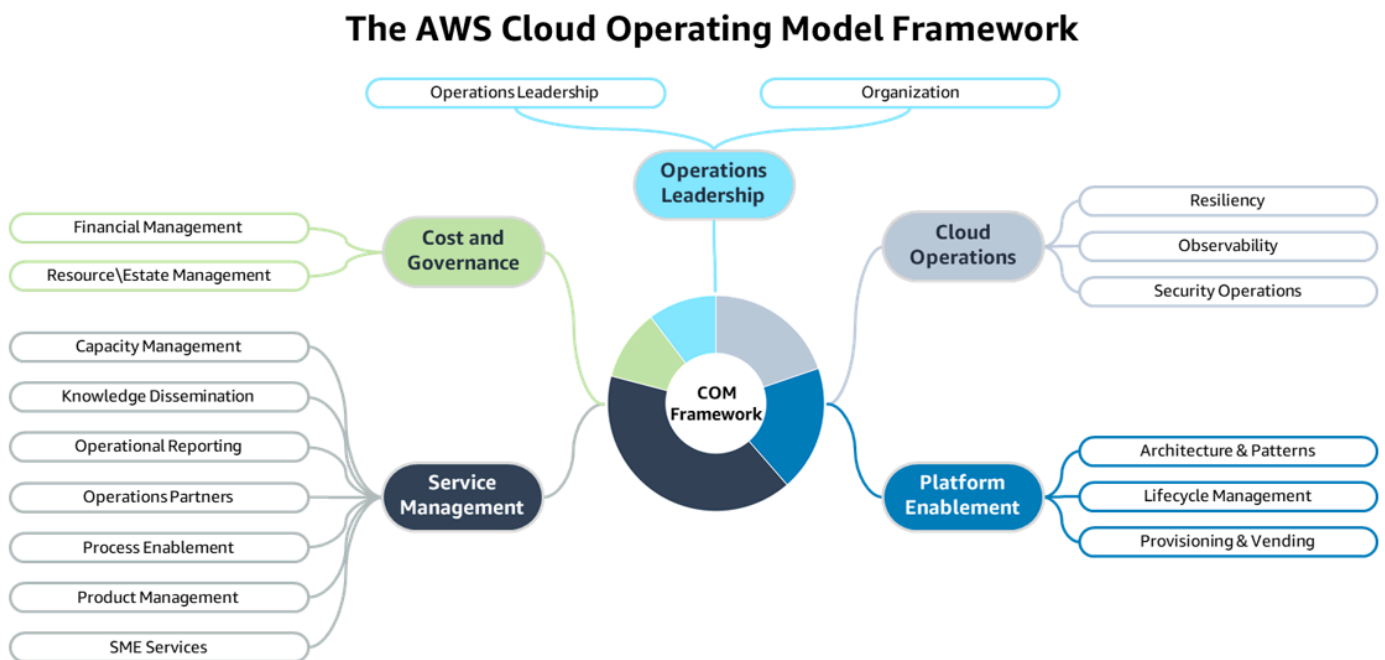 The AWS Cloud Operating Model Framework
Operations Leadership
Organization
Operations
Leadership
Financial Management
Resource\Estate Management
Cost and
Governance
Cloud
Operations
Resiliency
Observability
Security Operations
COM
Framework
Capacity Management
Knowledge Dissemination
Operational Reporting
Operations Partners
Process Enablement
Product Management
SME Services
Service
Management
Platform
Enablement
Architecture & Patterns
Lifecycle Management
Provisioning & Vending